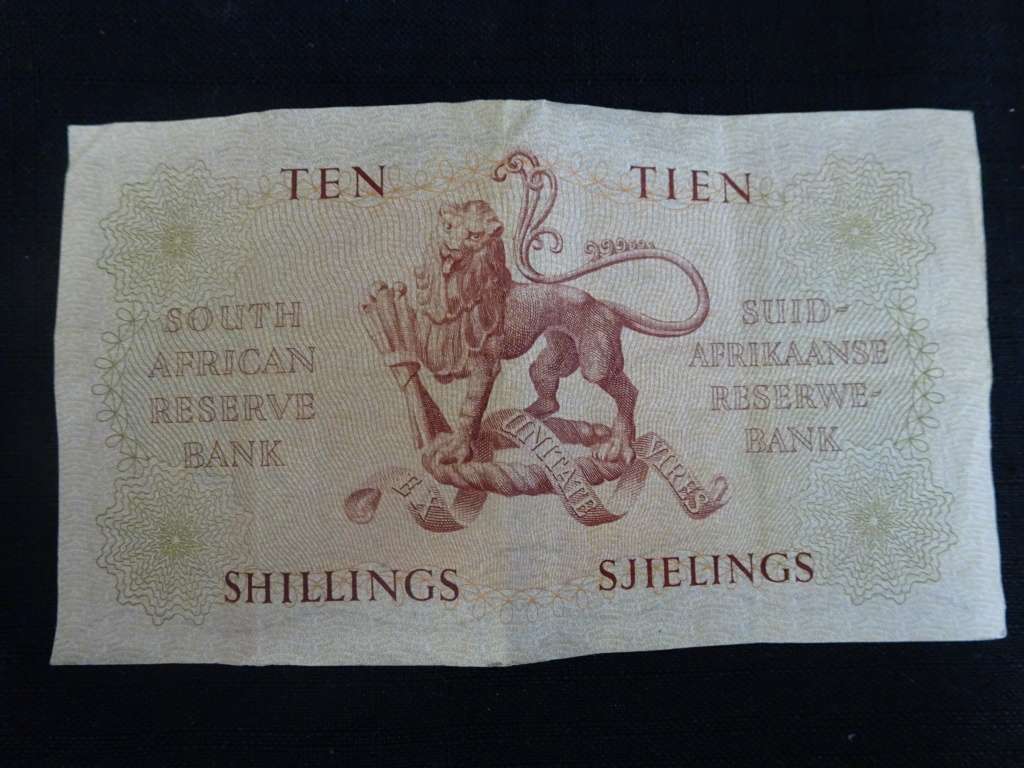 TEN TIEN
SOUTH
AFRICAN
RESERVE
BANK
SUID-
AFRIKAANSE
RESERWE-
BANK
EX UNITATE VIRES
SHILLINGS SJIELINGS